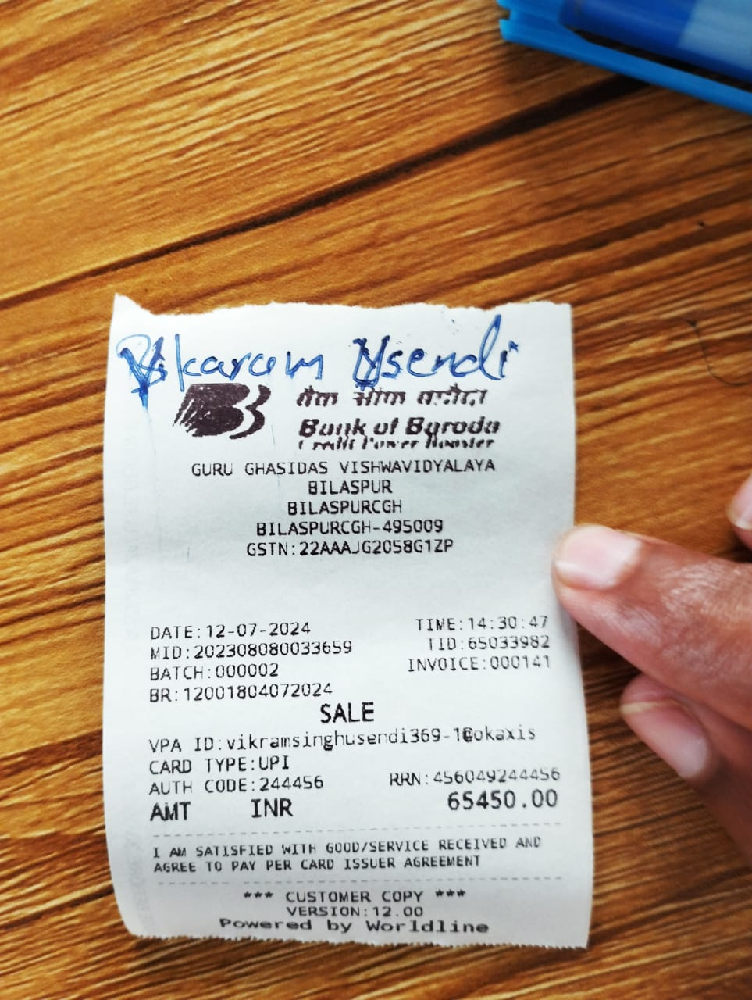 Vikaram Usendi
बैंक ऑफ़ बड़ौदा
Bank of Baroda
Credit Power Booster
GURU GHASIDAS VISHWAVIDYALAYA
BILASPUR
BILASPURCGH
BILASPURCGH-495009
GSTN:22AAAJG2058G1ZP
DATE:12-07-2024 TIME:14:30:47
MID:202308080033659 TID:65033982
BATCH:000002 INVOICE:000141
BR:12001804072024
SALE
VPA ID:vikramsinghusendi369-1@okaxis
CARD TYPE:UPI
AUTH CODE:244456 RRN:456049244456
AMT INR 65450.00
I AM SATISFIED WITH GOOD/SERVICE RECEIVED AND
AGREE TO PAY PER CARD ISSUER AGREEMENT
*** CUSTOMER COPY ***
VERSION:12.00
Powered by Worldline